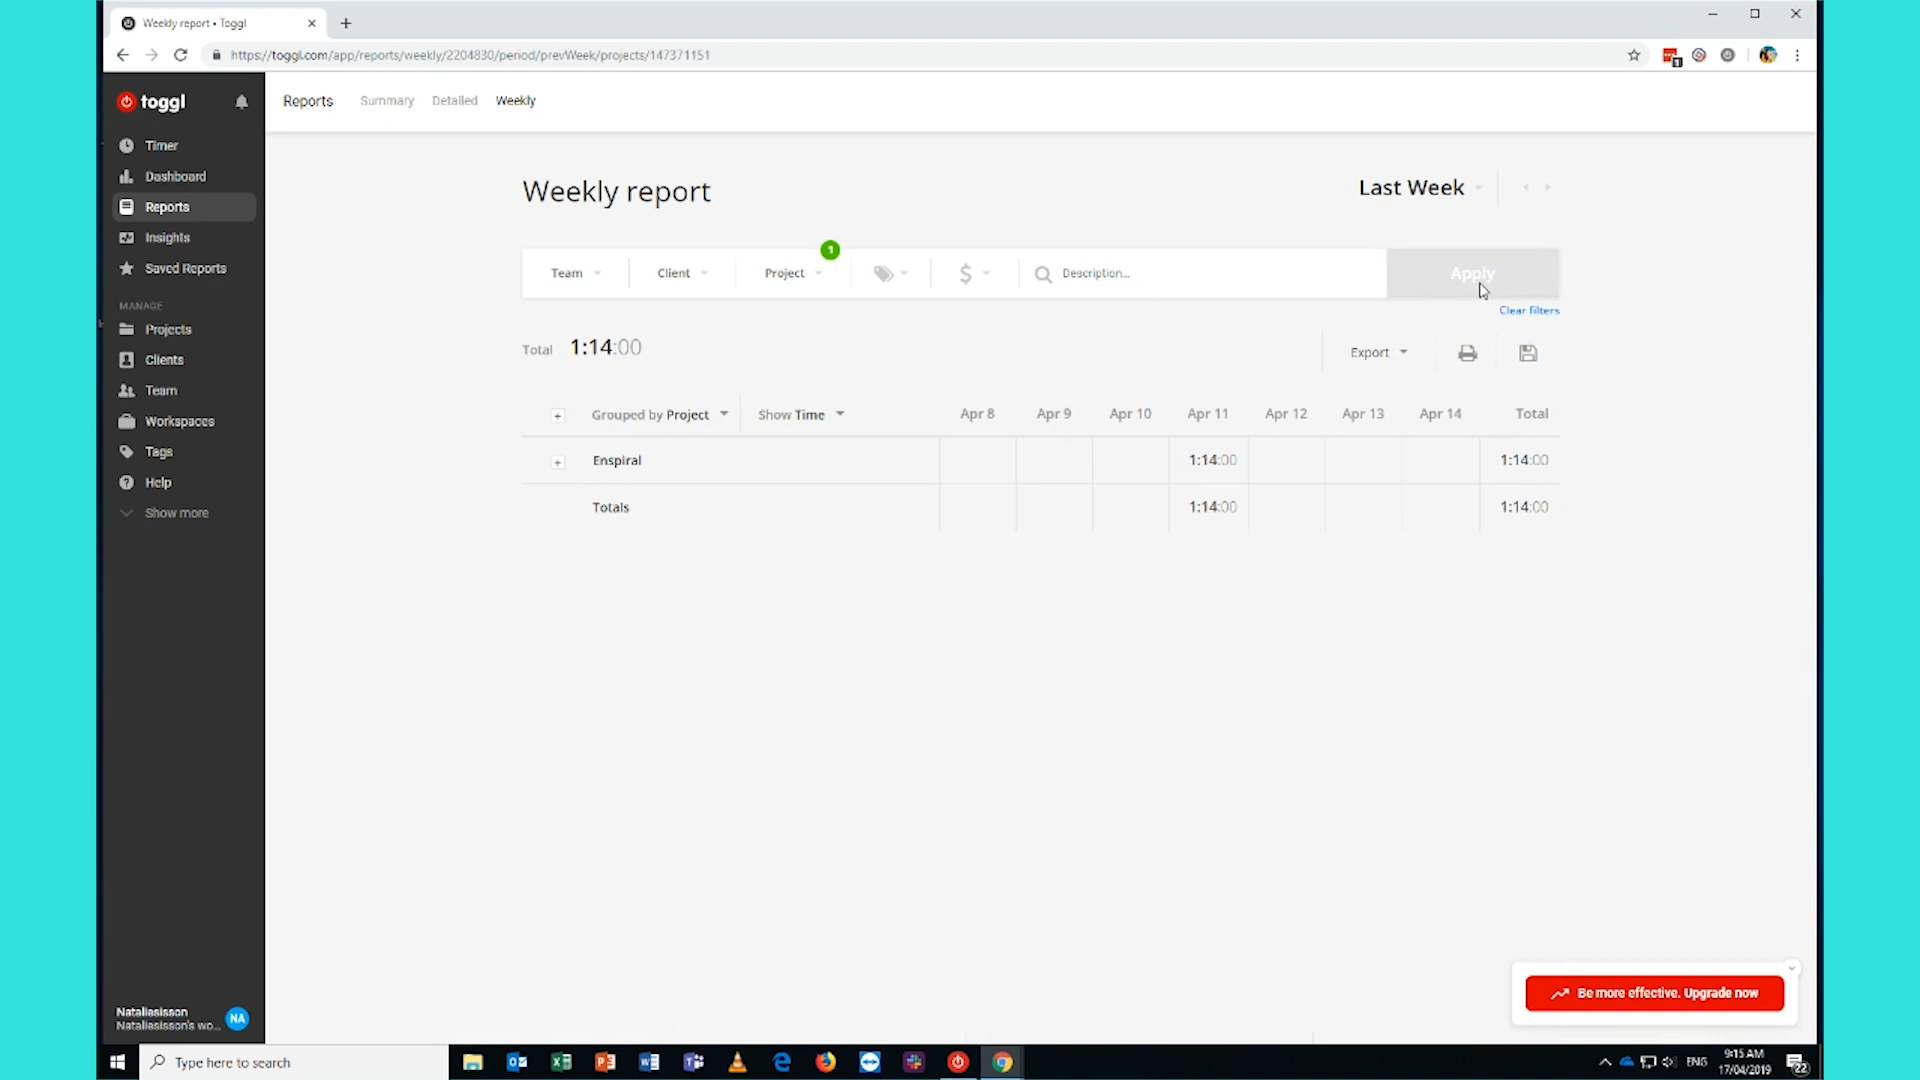 Weekly report • Toggl
https://toggl.com/app/reports/weekly/2204830/period/prevWeek/projects/147371151
toggl
Reports Summary Detailed Weekly
Timer
Dashboard
Reports
Insights
Saved Reports
MANAGE
Projects
Clients
Team
Workspaces
Tags
Help
Show more
Weekly report
Last Week
1
Team Client Project $ Description... Apply
Clear filters
Total 1:14:00
Export
Grouped by Project Show Time Apr 8 Apr 9 Apr 10 Apr 11 Apr 12 Apr 13 Apr 14 Total
Enspiral 1:14:00 1:14:00
Totals 1:14:00 1:14:00
Be more effective. Upgrade now
Nataliesisson
Nataliesisson's wo...
NA
Type here to search
ENG
9:15 AM
17/04/2019
22